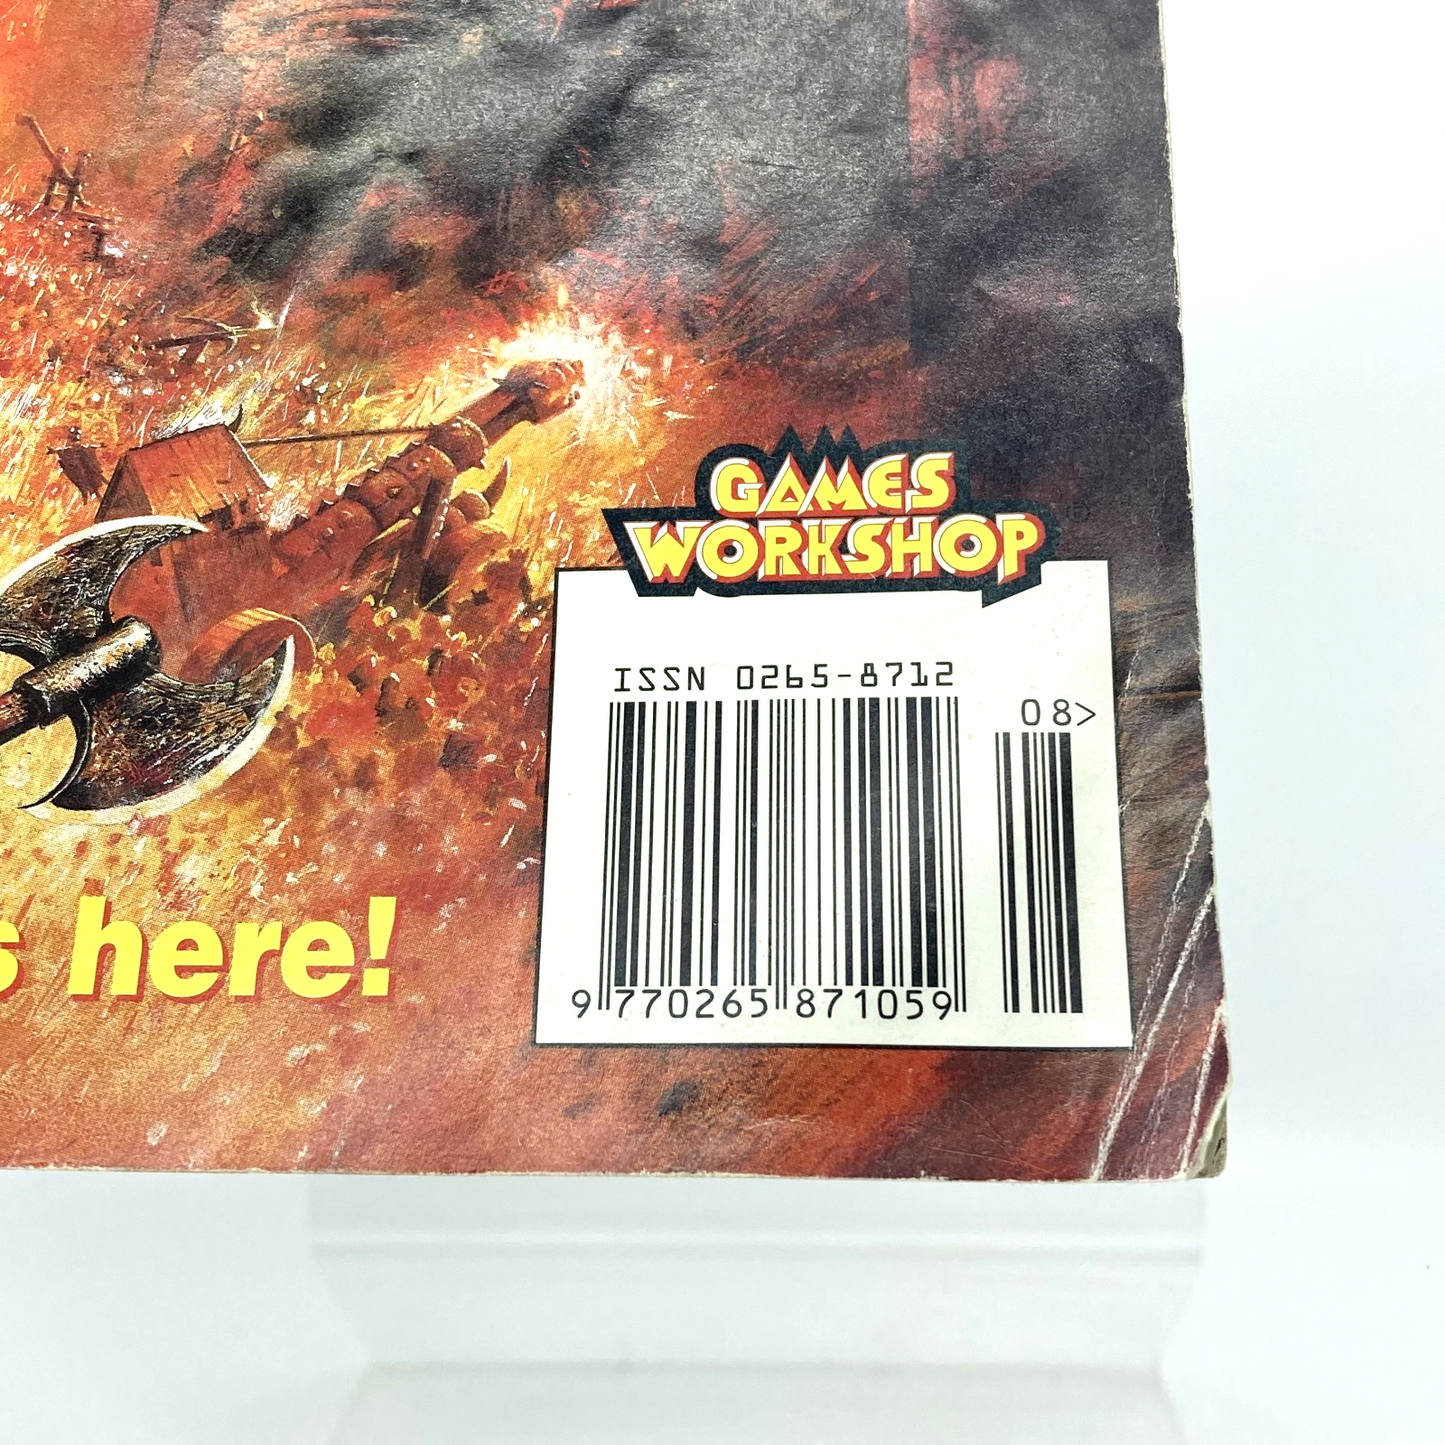 GAMES
WORKSHOP
ISSN 0265-8712
08>
9 770265 871059
s here!